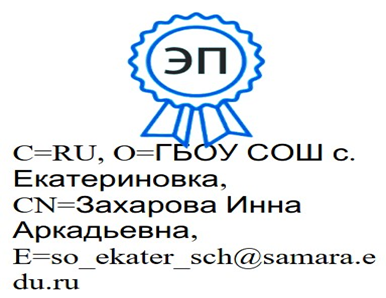 ЭП
C=RU, O=ГБОУ СОШ с.
Екатериновка,
CN=Захарова Инна
Аркадьевна,
E=so_ekater_sch@samara.e
du.ru